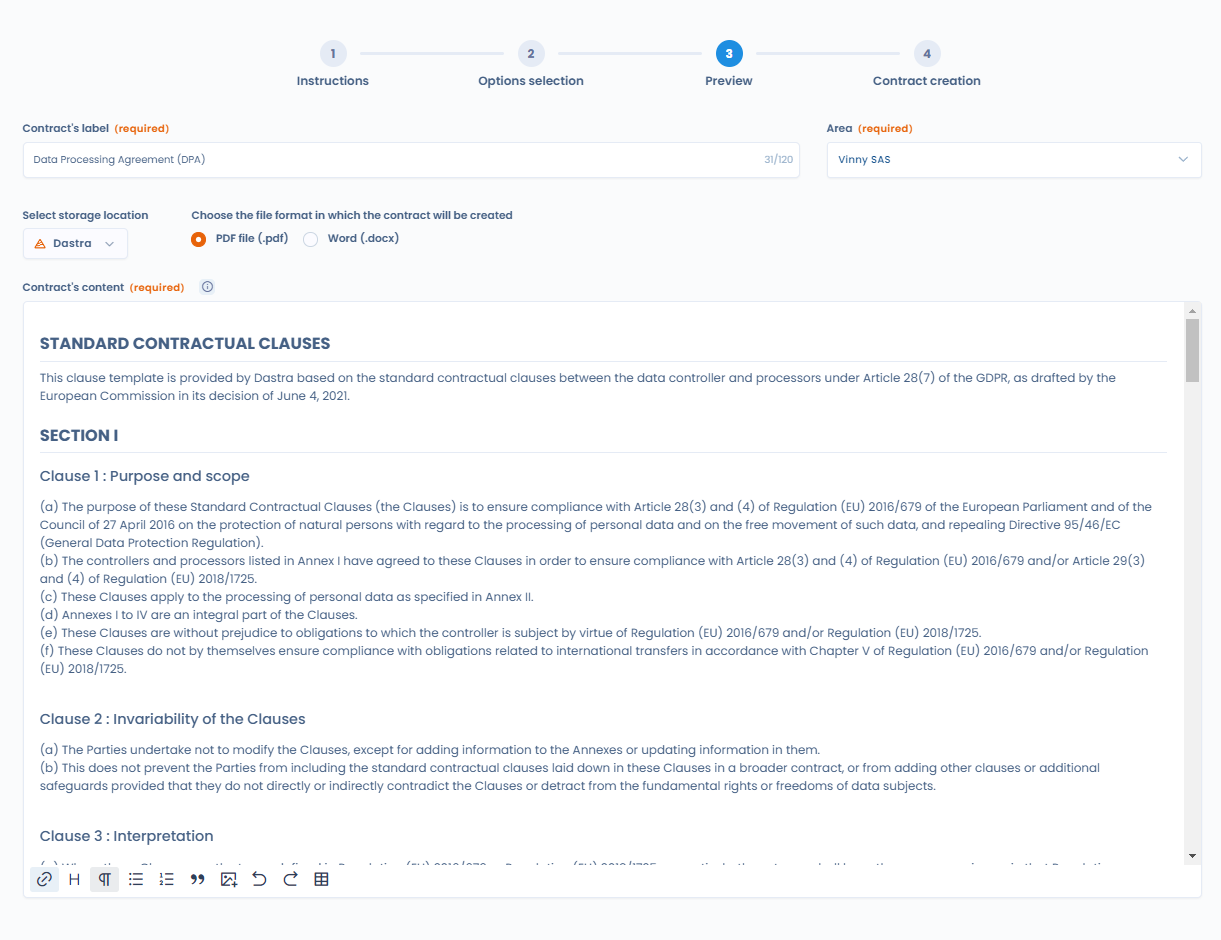 1
2
3
4
Instructions
Options selection
Preview
Contract creation
Contract's label (required)
Area (required)
Data Processing Agreement (DPA)
31/120
Vinny SAS
Select storage location
Choose the file format in which the contract will be created
Dastra
PDF file (.pdf)
Word (.docx)
Contract's content (required)
STANDARD CONTRACTUAL CLAUSES
This clause template is provided by Dastra based on the standard contractual clauses between the data controller and processors under Article 28(7) of the GDPR, as drafted by the
European Commission in its decision of June 4, 2021.
SECTION I
Clause 1 : Purpose and scope
(a) The purpose of these Standard Contractual Clauses (the Clauses) is to ensure compliance with Article 28(3) and (4) of Regulation (EU) 2016/679 of the European Parliament and of the
Council of 27 April 2016 on the protection of natural persons with regard to the processing of personal data and on the free movement of such data, and repealing Directive 95/46/EC
(General Data Protection Regulation).
(b) The controllers and processors listed in Annex I have agreed to these Clauses in order to ensure compliance with Article 28(3) and (4) of Regulation (EU) 2016/679 and/or Article 29(3)
and (4) of Regulation (EU) 2018/1725.
(c) These Clauses apply to the processing of personal data as specified in Annex II.
(d) Annexes I to IV are an integral part of the Clauses.
(e) These Clauses are without prejudice to obligations to which the controller is subject by virtue of Regulation (EU) 2016/679 and/or Regulation (EU) 2018/1725.
(f) These Clauses do not by themselves ensure compliance with obligations related to international transfers in accordance with Chapter V of Regulation (EU) 2016/679 and/or Regulation
(EU) 2018/1725.
Clause 2 : Invariability of the Clauses
(a) The Parties undertake not to modify the Clauses, except for adding information to the Annexes or updating information in them.
(b) This does not prevent the Parties from including the standard contractual clauses laid down in these Clauses in a broader contract, or from adding other clauses or additional
safeguards provided that they do not directly or indirectly contradict the Clauses or detract from the fundamental rights or freedoms of data subjects.
Clause 3 : Interpretation
H